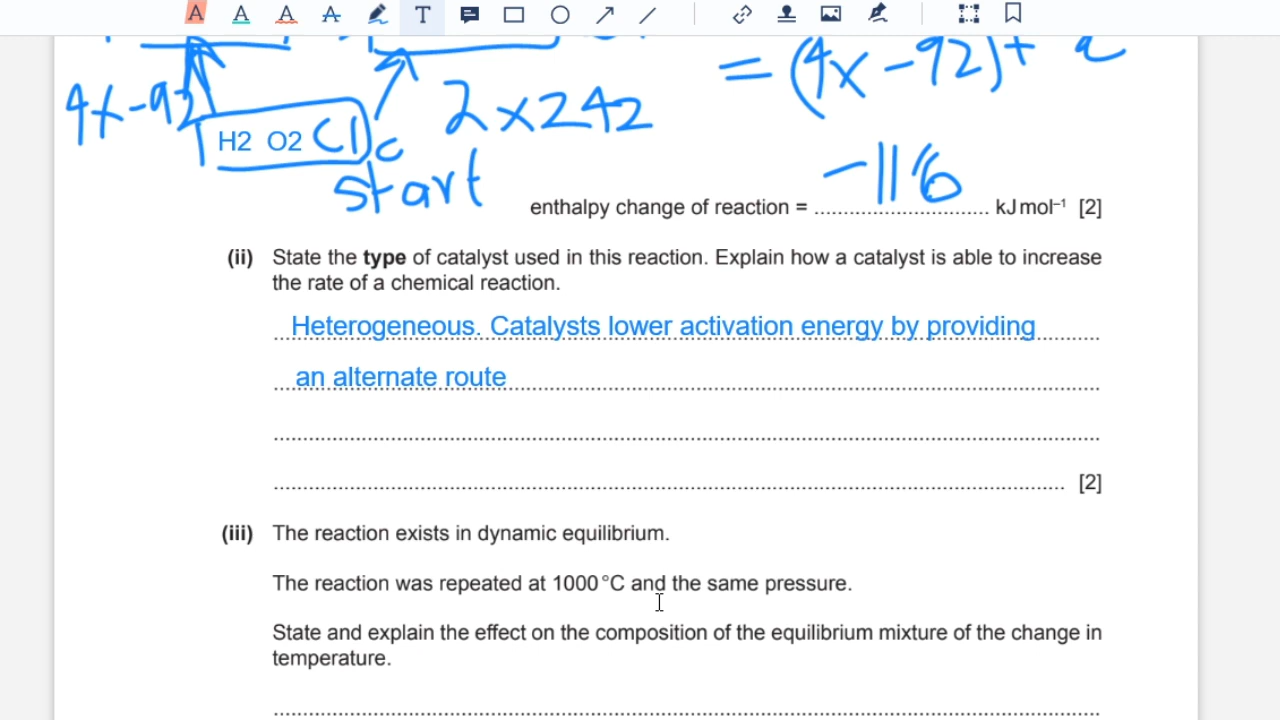 = (4x-92)+
4x-92
H2 O2 Cl
2 x 242
start
-116
enthalpy change of reaction = .............................. kJ mol⁻¹ [2]
(ii) State the type of catalyst used in this reaction. Explain how a catalyst is able to increase
the rate of a chemical reaction.
Heterogeneous. Catalysts lower activation energy by providing
an alternate route
[2]
(iii) The reaction exists in dynamic equilibrium.
The reaction was repeated at 1000 °C and the same pressure.
State and explain the effect on the composition of the equilibrium mixture of the change in
temperature.